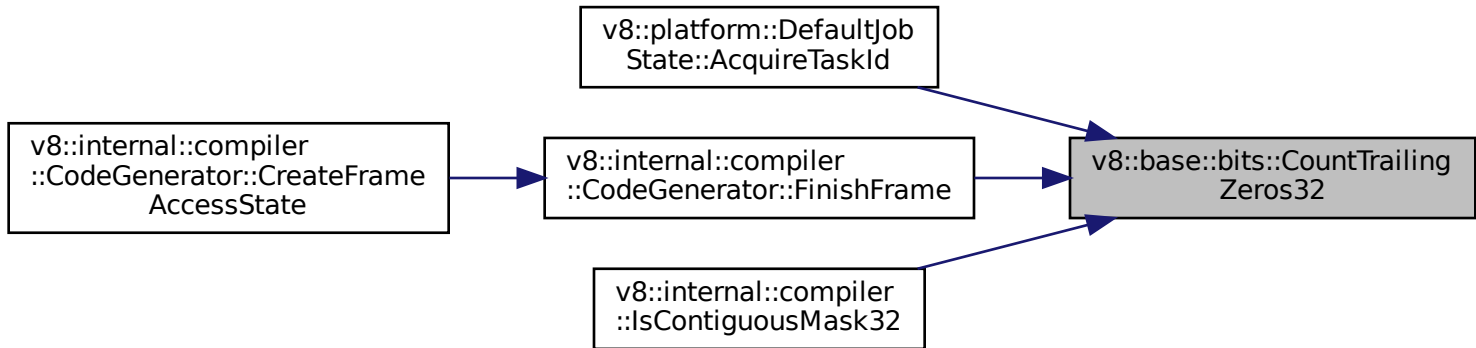 v8::platform::DefaultJob
State::AcquireTaskId
v8::internal::compiler
::CodeGenerator::CreateFrame
AccessState
v8::internal::compiler
::CodeGenerator::FinishFrame
v8::base::bits::CountTrailing
Zeros32
v8::internal::compiler
::IsContiguousMask32